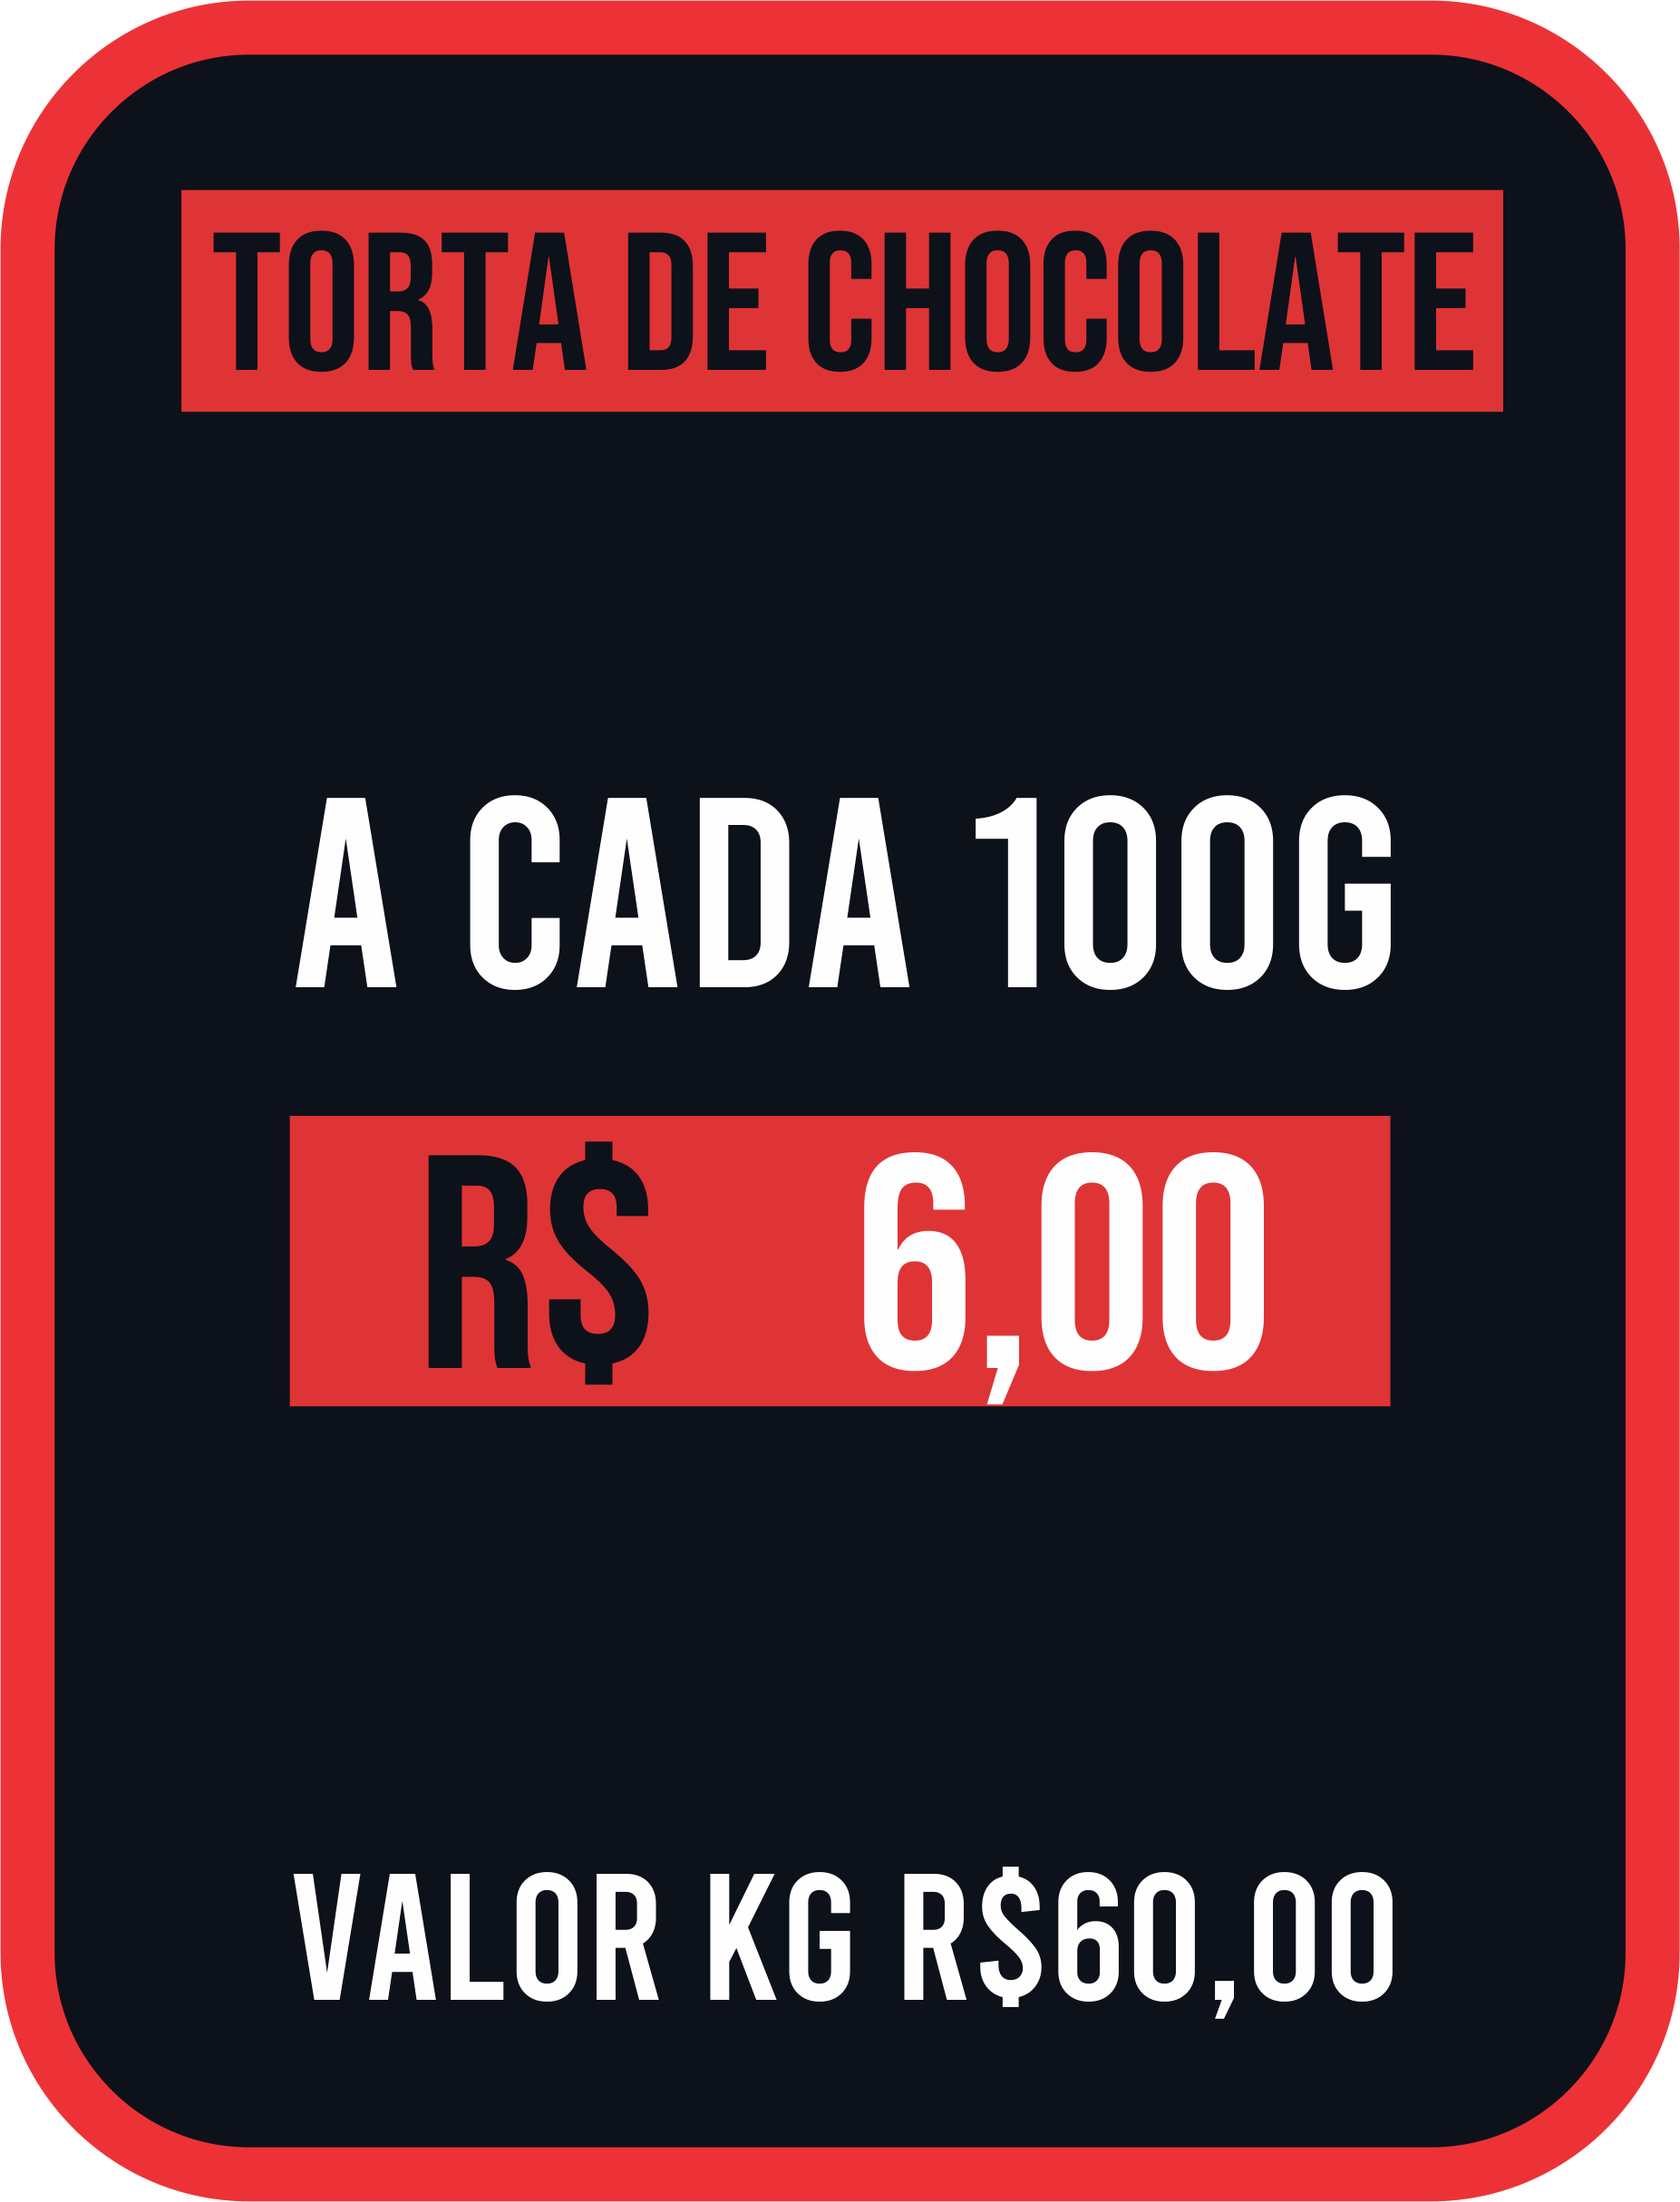 TORTA DE CHOCOLATE
A CADA 100G
R$ 6,00
VALOR KG R$60,00